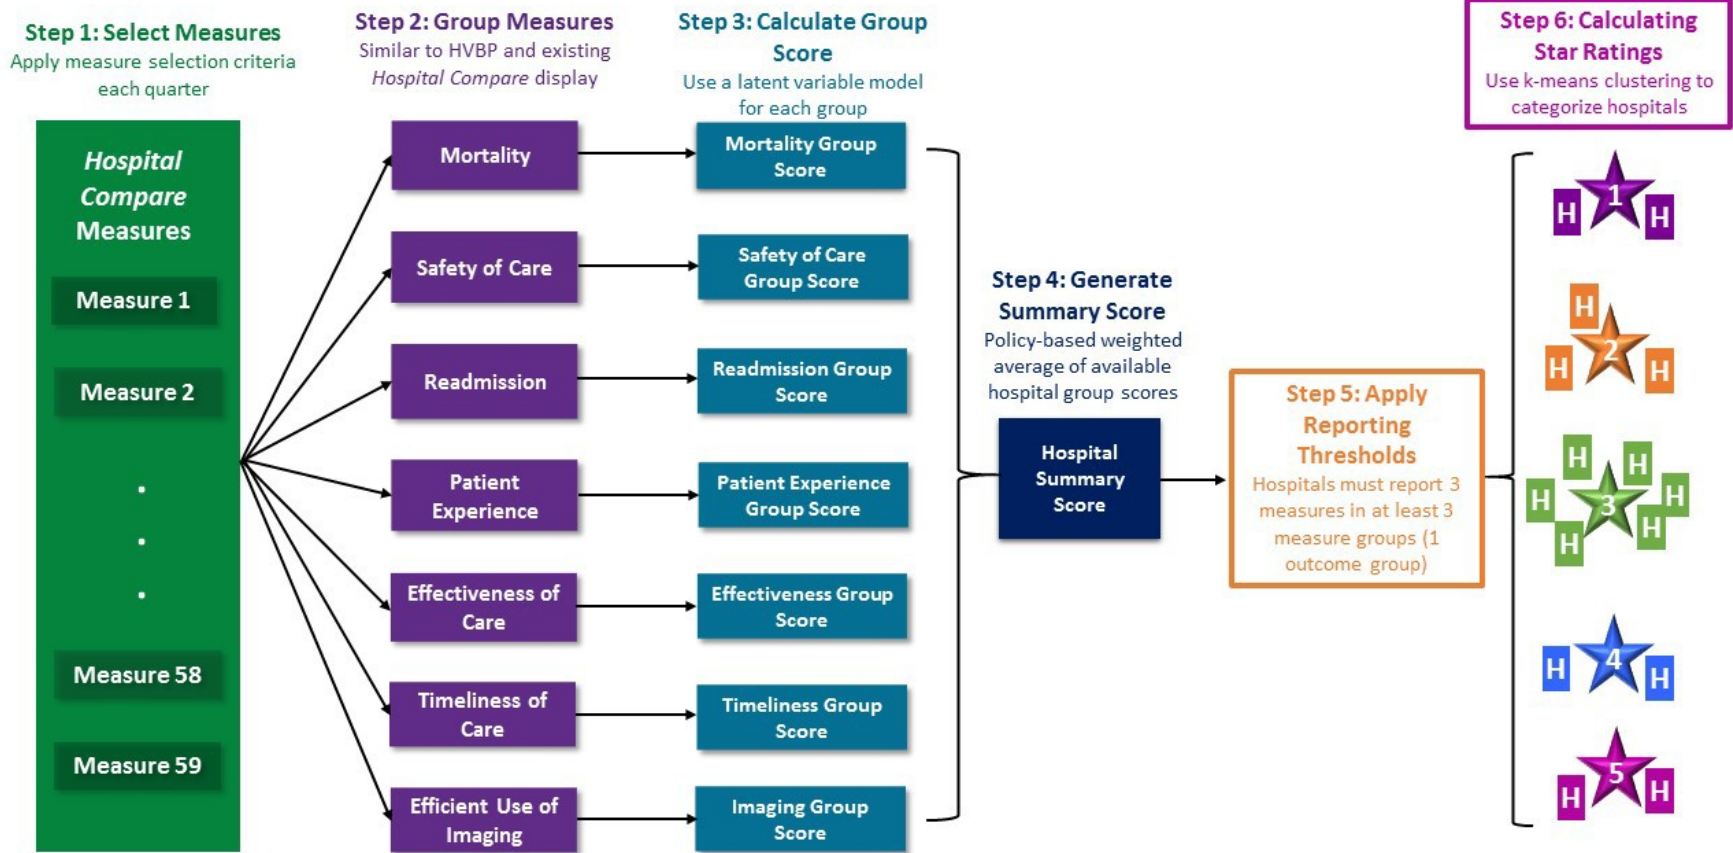 Step 1: Select Measures
Apply measure selection criteria
each quarter
Hospital
Compare
Measures
Measure 1
Measure 2
.
.
.
Measure 58
Measure 59
Step 2: Group Measures
Similar to HVBP and existing
Hospital Compare display
Mortality
Safety of Care
Readmission
Patient
Experience
Effectiveness of
Care
Timeliness of
Care
Efficient Use of
Imaging
Step 3: Calculate Group
Score
Use a latent variable model
for each group
Mortality Group
Score
Safety of Care
Group Score
Readmission Group
Score
Patient Experience
Group Score
Effectiveness Group
Score
Timeliness Group
Score
Imaging Group
Score
Step 4: Generate
Summary Score
Policy-based weighted
average of available
hospital group scores
Hospital
Summary
Score
Step 5: Apply
Reporting
Thresholds
Hospitals must report 3
measures in at least 3
measure groups (1
outcome group)
Step 6: Calculating
Star Ratings
Use k-means clustering to
categorize hospitals
H 1 H
H
H 2 H
H H
H 3 H
H H
H 4 H
H 5 H